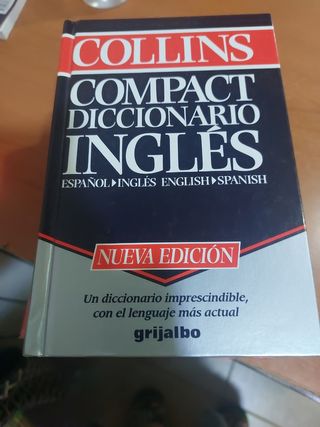 COLLINS
COMPACT
DICCIONARIO
INGLÉS
ESPAÑOL▶INGLÉS ENGLISH▶SPANISH
NUEVA EDICIÓN
Un diccionario imprescindible,
con el lenguaje más actual
grijalbo